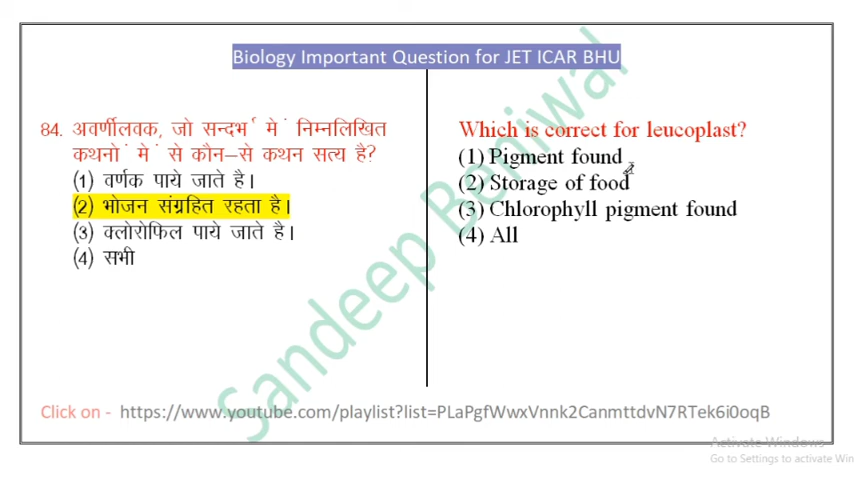 Biology Important Question for JET ICAR BHU
84. अवर्णीलवक, जो सन्दर्भ में निम्नलिखित
कथनों में से कौन–से कथन सत्य है?
(1) वर्णक पाये जाते है।
(2) भोजन संग्रहित रहता है।
(3) क्लोरोफिल पाये जाते है।
(4) सभी
Which is correct for leucoplast?
(1) Pigment found
(2) Storage of food
(3) Chlorophyll pigment found
(4) All
Sandeep Beniwal
Click on - https://www.youtube.com/playlist?list=PLaPgfWwxVnnk2CanmttdvN7RTek6i0oqB
Activate Windows
Go to Settings to activate Win